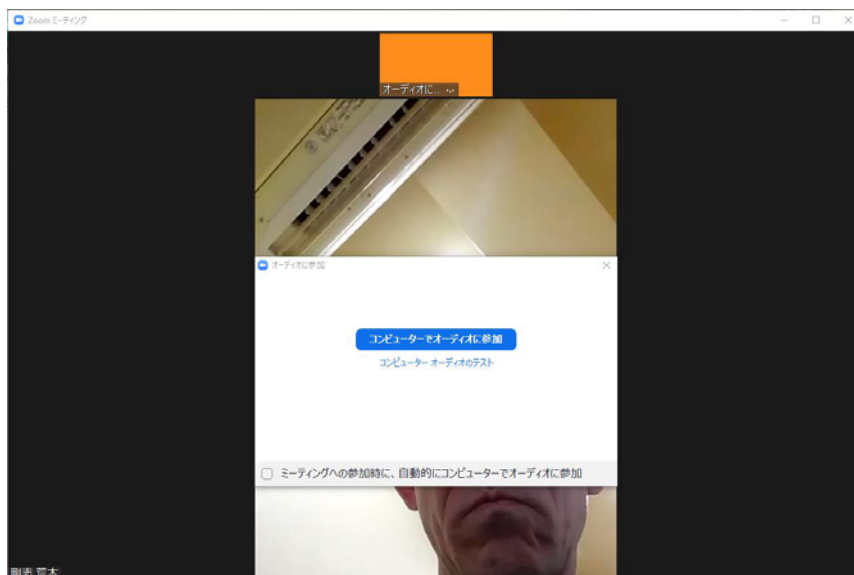 Zoom ミーティング
オーディオに...
オーディオに参加
コンピューターでオーディオに参加
コンピューター オーディオのテスト
ミーティングへの参加時に、自動的にコンピューターでオーディオに参加
荒木